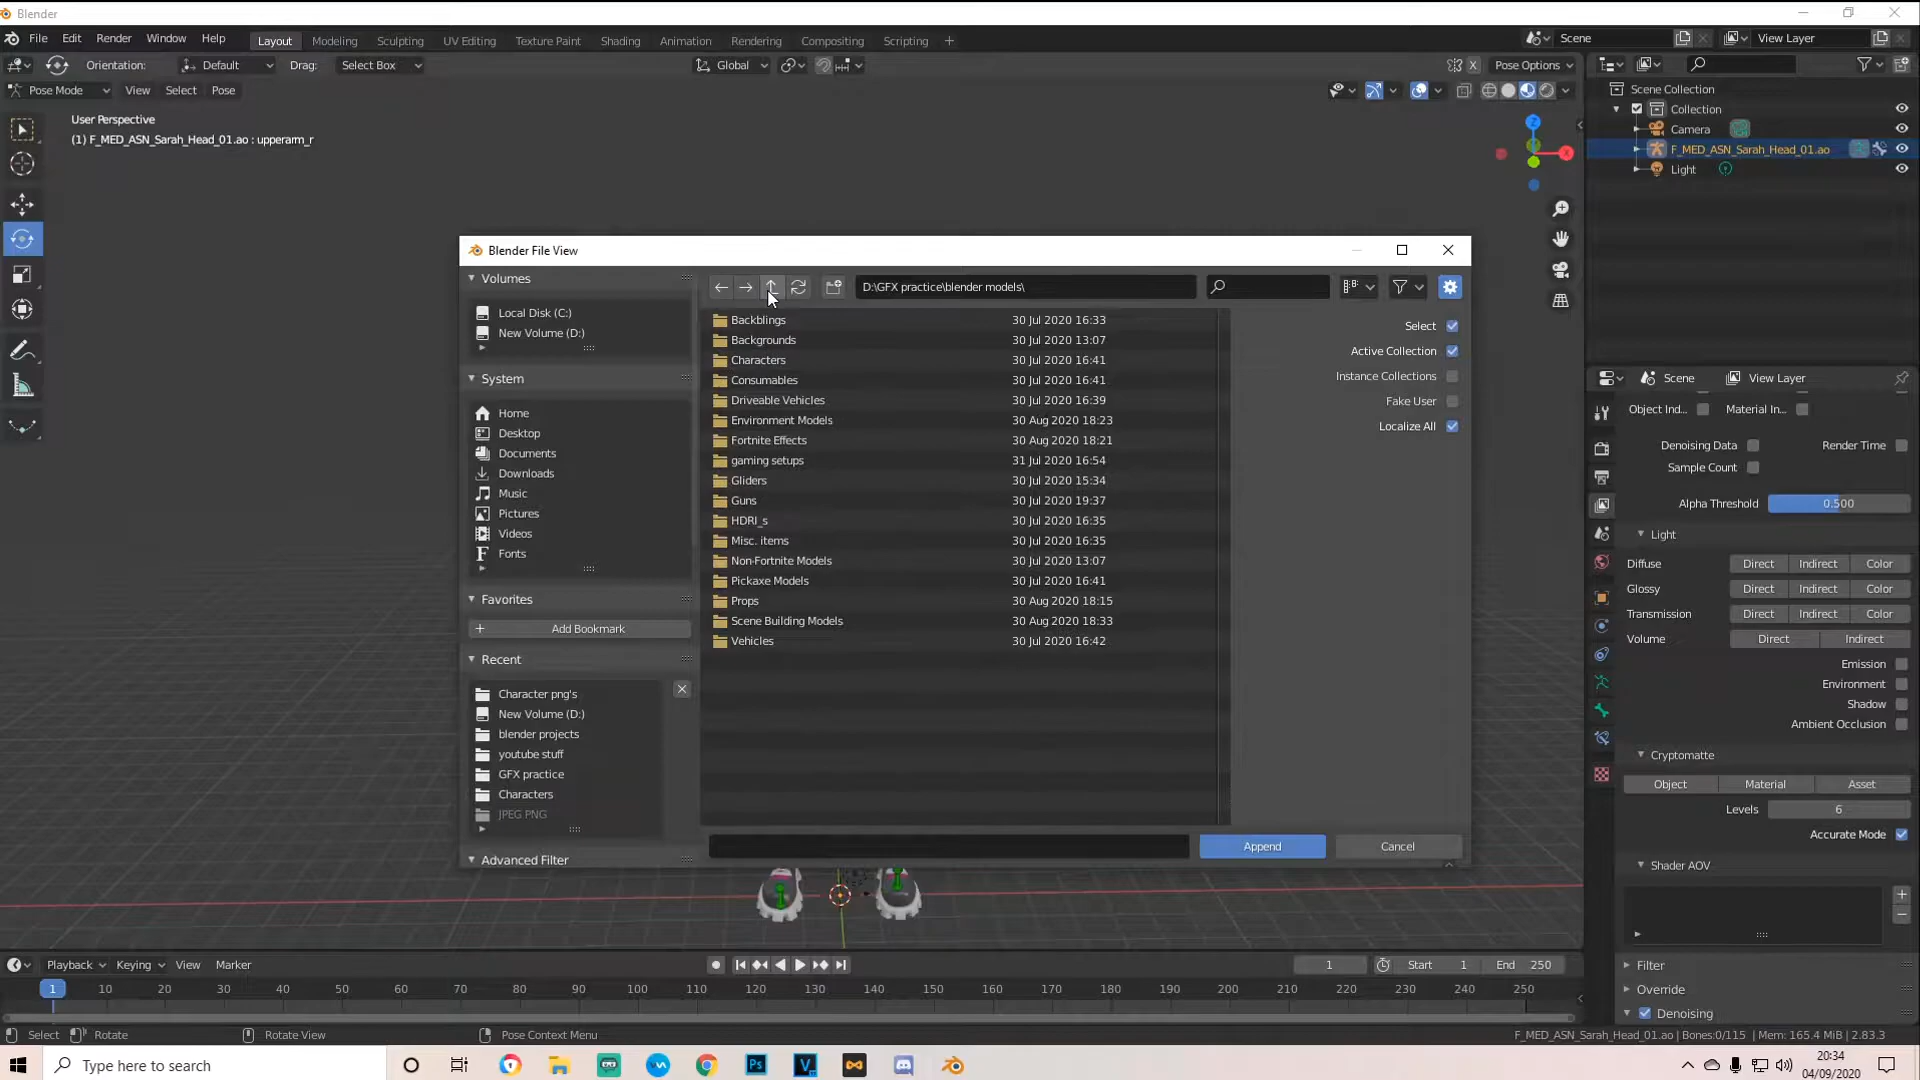 Blender
File Edit Render Window Help Layout Modeling Sculpting UV Editing Texture Paint Shading Animation Rendering Compositing Scripting + Scene View Layer
Orientation: Default Drag: Select Box Global X Pose Options
Pose Mode View Select Pose
User Perspective
(1) F_MED_ASN_Sarah_Head_01.ao : upperarm_r
Z
X
Scene Collection
Collection
Camera
F_MED_ASN_Sarah_Head_01.ao
Light
Blender File View
Volumes
Local Disk (C:)
New Volume (D:)
System
Home
Desktop
Documents
Downloads
Music
Pictures
Videos
Fonts
Favorites
+ Add Bookmark
Recent
Character png's
New Volume (D:)
blender projects
youtube stuff
GFX practice
Characters
JPEG PNG
Advanced Filter
D:\GFX practice\blender models\
Backblings 30 Jul 2020 16:33
Backgrounds 30 Jul 2020 13:07
Characters 30 Jul 2020 16:41
Consumables 30 Jul 2020 16:41
Driveable Vehicles 30 Jul 2020 16:39
Environment Models 30 Aug 2020 18:23
Fortnite Effects 30 Aug 2020 18:21
gaming setups 31 Jul 2020 16:54
Gliders 30 Jul 2020 15:34
Guns 30 Jul 2020 19:37
HDRI_s 30 Jul 2020 16:35
Misc. items 30 Jul 2020 16:35
Non-Fortnite Models 30 Jul 2020 13:07
Pickaxe Models 30 Jul 2020 16:41
Props 30 Aug 2020 18:15
Scene Building Models 30 Aug 2020 18:33
Vehicles 30 Jul 2020 16:42
Select
Active Collection
Instance Collections
Fake User
Localize All
Append Cancel
Scene View Layer
Object Ind... Material In...
Denoising Data Render Time
Sample Count
Alpha Threshold 0.500
Light
Diffuse Direct Indirect Color
Glossy Direct Indirect Color
Transmission Direct Indirect Color
Volume Direct Indirect
Emission
Environment
Shadow
Ambient Occlusion
Cryptomatte
Object Material Asset
Levels 6
Accurate Mode
Shader AOV
Filter
Override
Denoising
Playback Keying View Marker 1 Start 1 End 250
1 10 20 30 40 50 60 70 80 90 100 110 120 130 140 150 160 170 180 190 200 210 220 230 240 250
Select Rotate Rotate View Pose Context Menu F_MED_ASN_Sarah_Head_01.ao | Bones:0/115 | Mem: 165.4 MiB | 2.83.3
Type here to search Ps V 20:34
04/09/2020